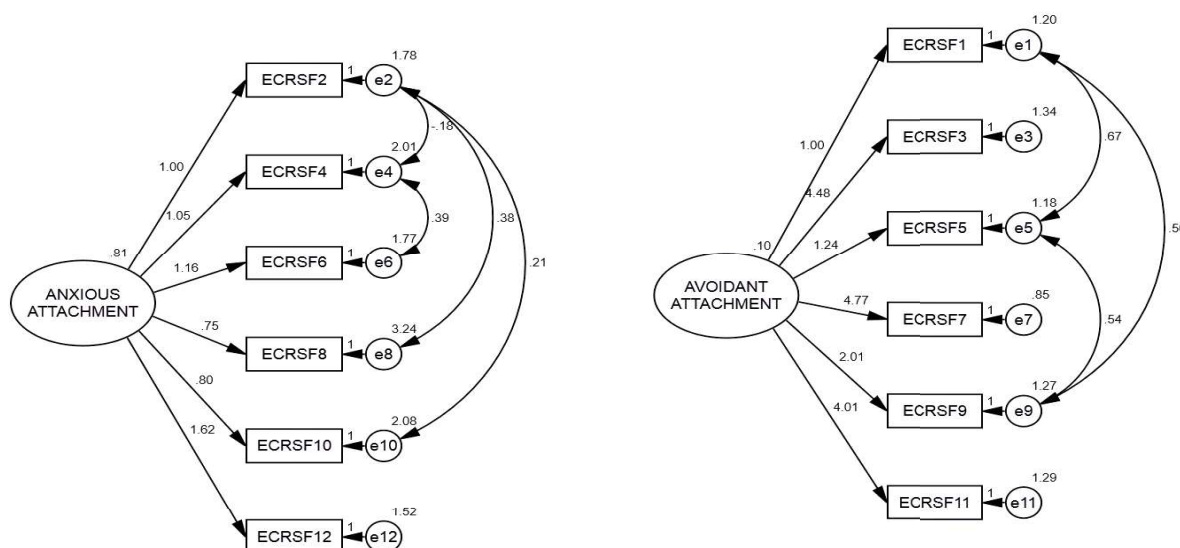 1.78
ECRSF2
1
e2
-.18
1.00
2.01
ECRSF4
1
e4
1.05
.39
.38
.21
1.77
ECRSF6
1
e6
.91
1.16
ANXIOUS
ATTACHMENT
.75
3.24
ECRSF8
1
e8
.80
2.08
ECRSF10
1
e10
1.62
1.52
ECRSF12
1
e12
1.20
ECRSF1
1
e1
1.34
ECRSF3
1
e3
1.00
.67
4.48
1.18
ECRSF5
1
e5
.10
1.24
AVOIDANT
ATTACHMENT
4.77
.85
ECRSF7
1
e7
.54
2.01
1.27
ECRSF9
1
e9
4.01
1.29
ECRSF11
1
e11